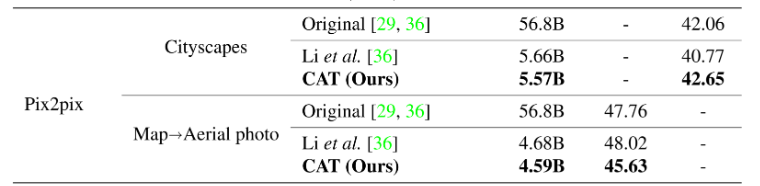 Original [29, 36] 56.8B - 42.06
Cityscapes
Li et al. [36] 5.66B - 40.77
CAT (Ours) 5.57B - 42.65
Pix2pix
Original [29, 36] 56.8B 47.76 -
Map→Aerial photo
Li et al. [36] 4.68B 48.02 -
CAT (Ours) 4.59B 45.63 -